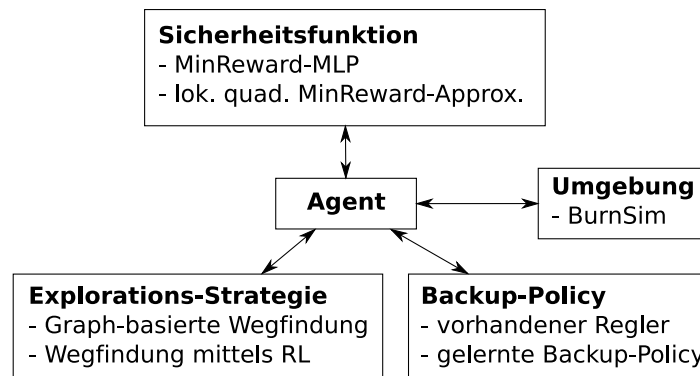 Sicherheitsfunktion
- MinReward-MLP
- lok. quad. MinReward-Approx.
Agent
Umgebung
- BurnSim
Explorations-Strategie
- Graph-basierte Wegfindung
- Wegfindung mittels RL
Backup-Policy
- vorhandener Regler
- gelernte Backup-Policy